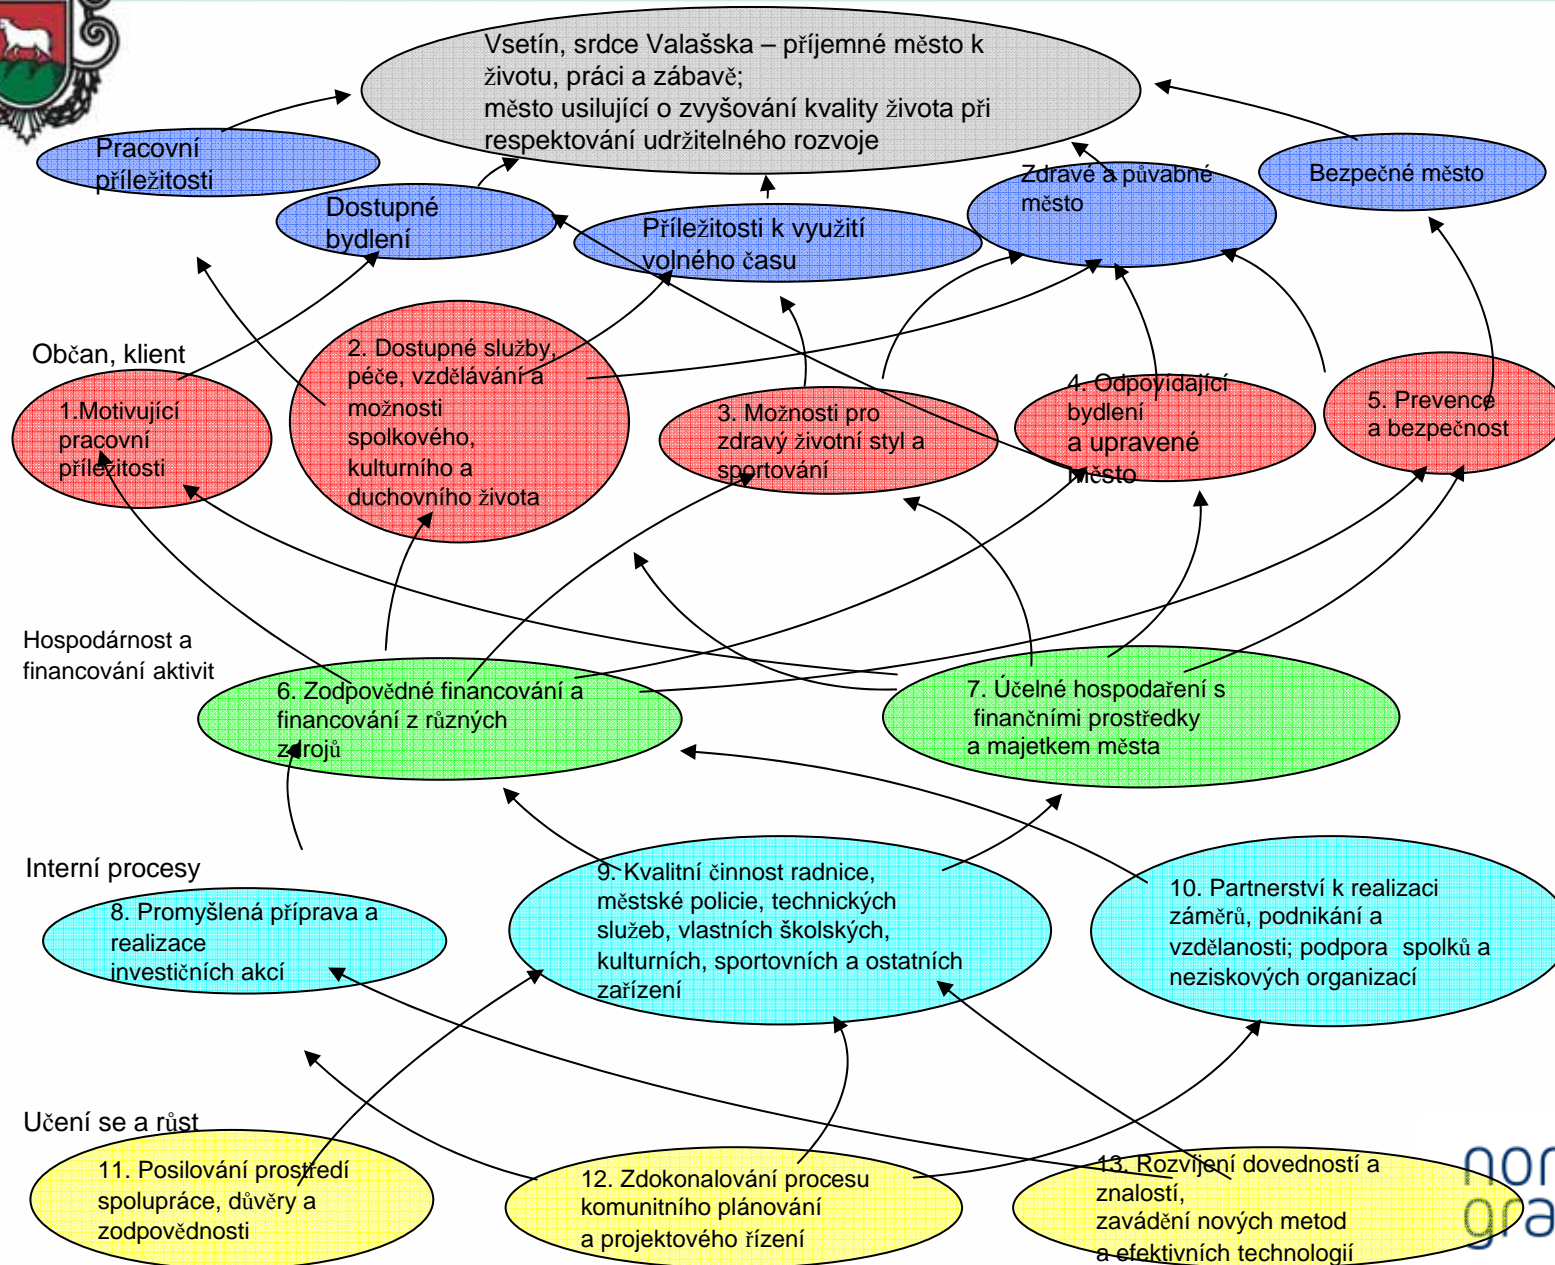 Vsetín, srdce Valašska – příjemné město k
životu, práci a zábavě;
město usilující o zvyšování kvality života při
respektování udržitelného rozvoje
Pracovní
příležitosti
Dostupné
bydlení
Příležitosti k využití
volného času
Zdravé a půvabné
město
Bezpečné město
Občan, klient
1.Motivující
pracovní
příležitosti
2. Dostupné služby,
péče, vzdělávání a
možnosti
spolkového,
kulturního a
duchovního života
3. Možnosti pro
zdravý životní styl a
sportování
4. Odpovídající
bydlení
a upravené
město
5. Prevence
a bezpečnost
Hospodárnost a
financování aktivit
6. Zodpovědné financování a
financování z různých
zdrojů
7. Účelné hospodaření s
finančními prostředky
a majetkem města
Interní procesy
8. Promyšlená příprava a
realizace
investičních akcí
9. Kvalitní činnost radnice,
městské policie, technických
služeb, vlastních školských,
kulturních, sportovních a ostatních
zařízení
10. Partnerství k realizaci
záměrů, podnikání a
vzdělanosti; podpora spolků a
neziskových organizací
Učení se a růst
11. Posilování prostředí
spolupráce, důvěry a
zodpovědnosti
12. Zdokonalování procesu
komunitního plánování
a projektového řízení
13. Rozvíjení dovedností a
znalostí,
zavádění nových metod
a efektivních technologií